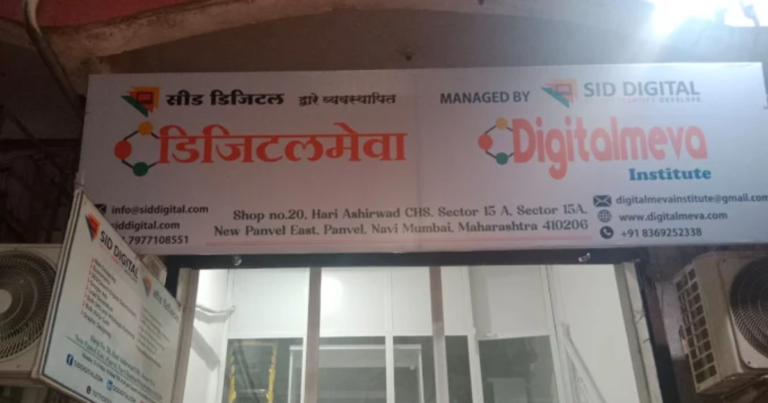 सीड डिजिटल द्वारे व्यवस्थापित
डिजिटलमेवा
MANAGED BY SID DIGITAL
DEVELOPE
Digitalmeva
Institute
info@siddigital.com
siddigital.com
7977108551
Shop no.20, Hari Ashirwad CHS, Sector 15 A, Sector 15A,
New Panvel East, Panvel, Navi Mumbai, Maharashtra 410206
digitalmevainstitute@gmail.com
www.digitalmeva.com
+91 8369252338
SID DIGITAL